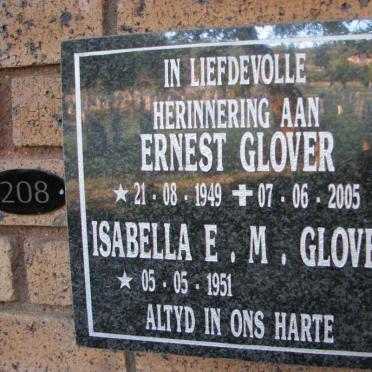 208
IN LIEFDEVOLLE
HERINNERING AAN
ERNEST GLOVER
★ 21 - 08 - 1949 ✚ 07 - 06 - 2005
ISABELLA E . M . GLOVE
★ 05 - 05 - 1951
ALTYD IN ONS HARTE